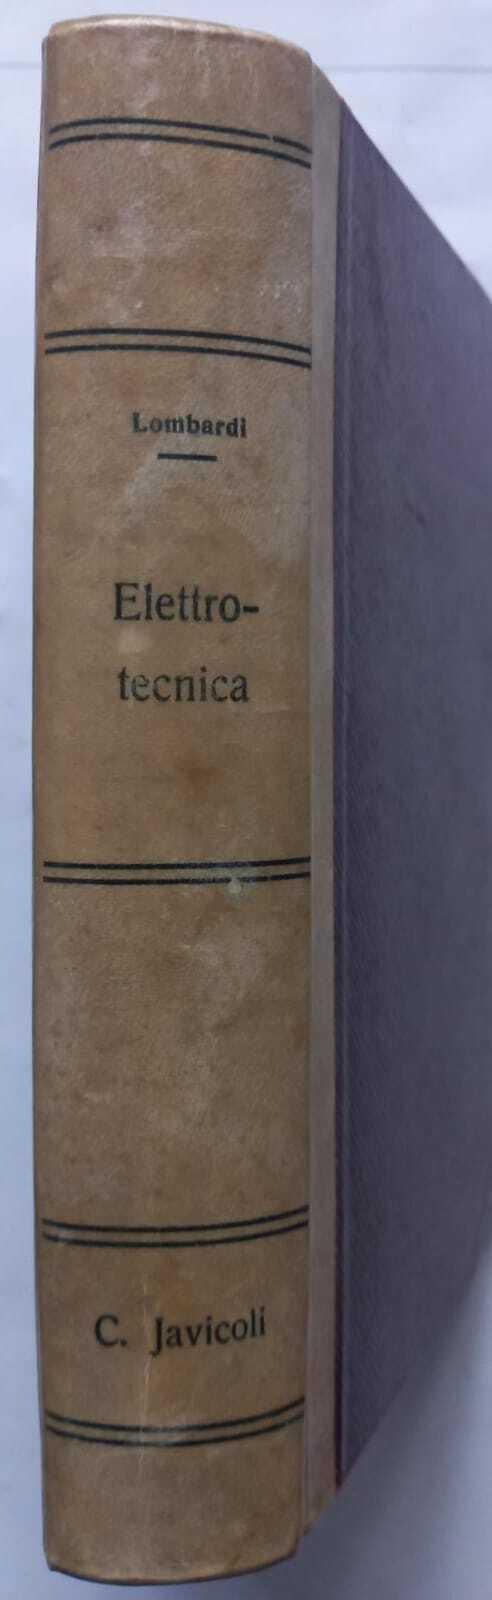 Lombardi
Elettro-
tecnica
C. Javicoli